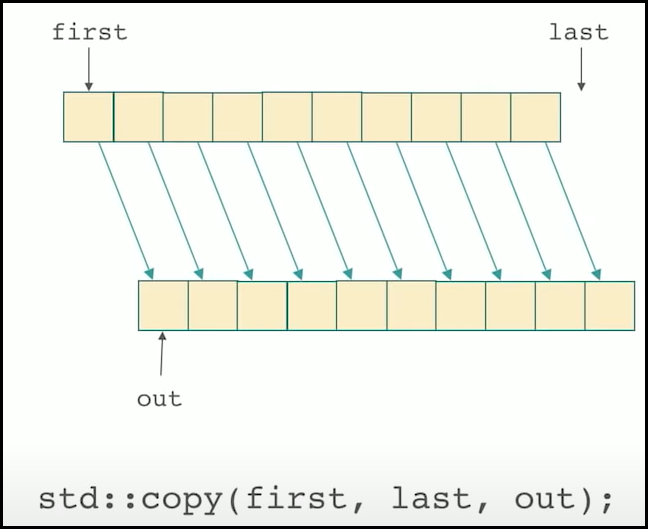 first last
out
std::copy(first, last, out);